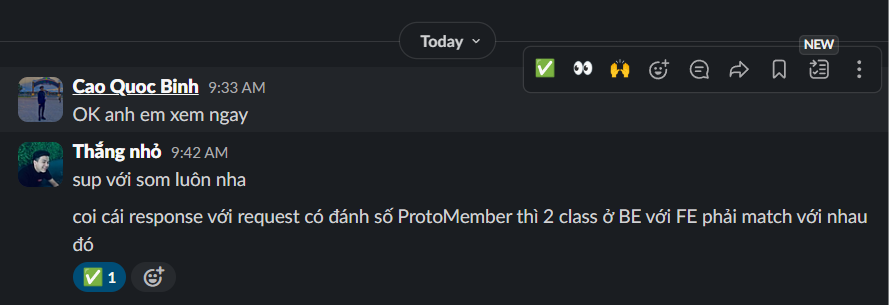 Today
NEW
Cao Quoc Binh 9:33 AM
OK anh em xem ngay
Thắng nhỏ 9:42 AM
sup với som luôn nha
coi cái response với request có đánh số ProtoMember thì 2 class ở BE với FE phải match với nhau
đó
1